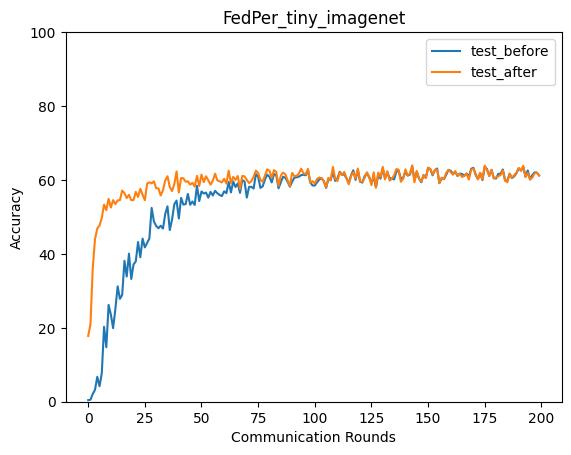 FedPer_tiny_imagenet
100
80
60
40
20
0
Accuracy
test_before
test_after
0 25 50 75 100 125 150 175 200
Communication Rounds